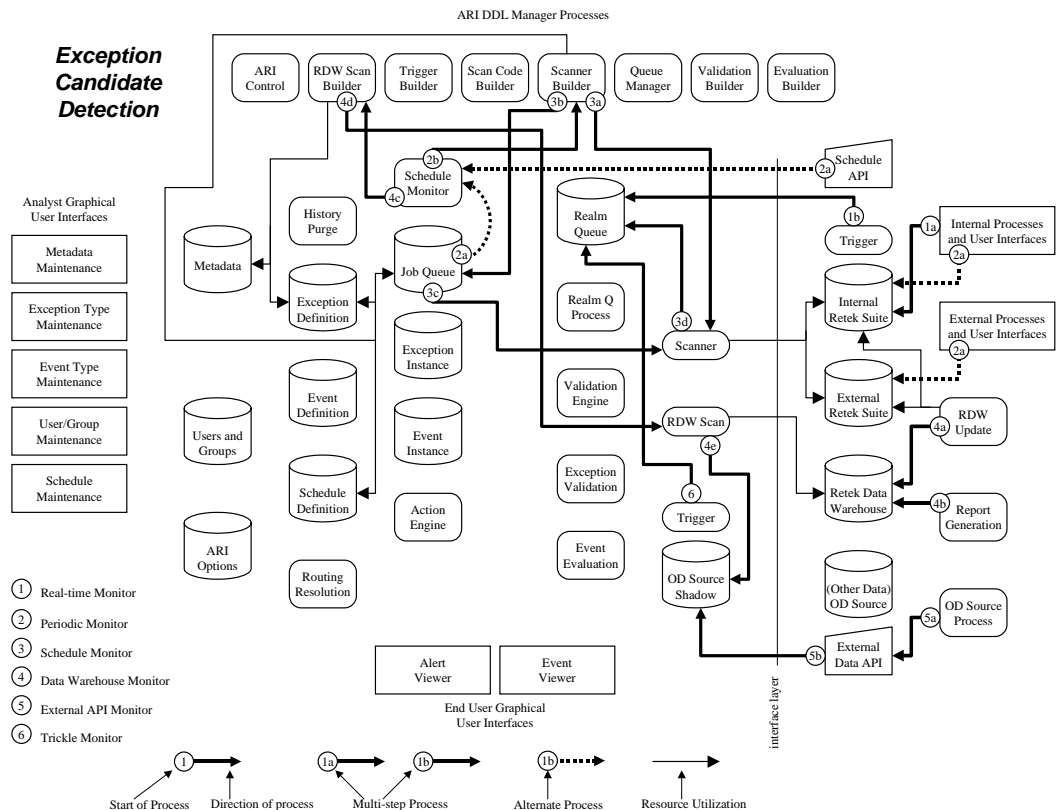 ARI DDL Manager Processes
Exception
Candidate
Detection
ARI
Control
RDW Scan
Builder
Trigger
Builder
Scan Code
Builder
Scanner
Builder
Queue
Manager
Validation
Builder
Evaluation
Builder
4d
3b
3a
2b
Schedule
Monitor
4c
2a
Schedule
API
Analyst Graphical
User Interfaces
Metadata
Maintenance
Exception Type
Maintenance
Event Type
Maintenance
User/Group
Maintenance
Schedule
Maintenance
History
Purge
Metadata
Exception
Definition
2a
Job Queue
3c
Realm
Queue
1b
Trigger
1a
Internal Processes
and User Interfaces
2a
Internal
Retek Suite
External Processes
and User Interfaces
2a
Realm Q
Process
3d
Scanner
Exception
Instance
Event
Definition
Users and
Groups
Event
Instance
Validation
Engine
RDW Scan
4e
External
Retek Suite
RDW
Update
4a
Schedule
Definition
Action
Engine
Exception
Validation
6
Trigger
Retek Data
Warehouse
4b
Report
Generation
ARI
Options
Routing
Resolution
Event
Evaluation
OD Source
Shadow
(Other Data)
OD Source
5a
OD Source
Process
5b
External
Data API
interface layer
1 Real-time Monitor
2 Periodic Monitor
3 Schedule Monitor
4 Data Warehouse Monitor
5 External API Monitor
6 Trickle Monitor
Alert
Viewer
Event
Viewer
End User Graphical
User Interfaces
1
1a
1b
1b
Start of Process
Direction of process
Multi-step Process
Alternate Process
Resource Utilization